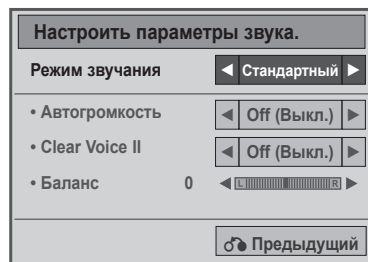 Настроить параметры звука.
Режим звучания ◄ Стандартный ►
• Автогромкость ◄ Off (Выкл.) ►
• Clear Voice II ◄ Off (Выкл.) ►
• Баланс 0 ◄ L R ►
Предыдущий